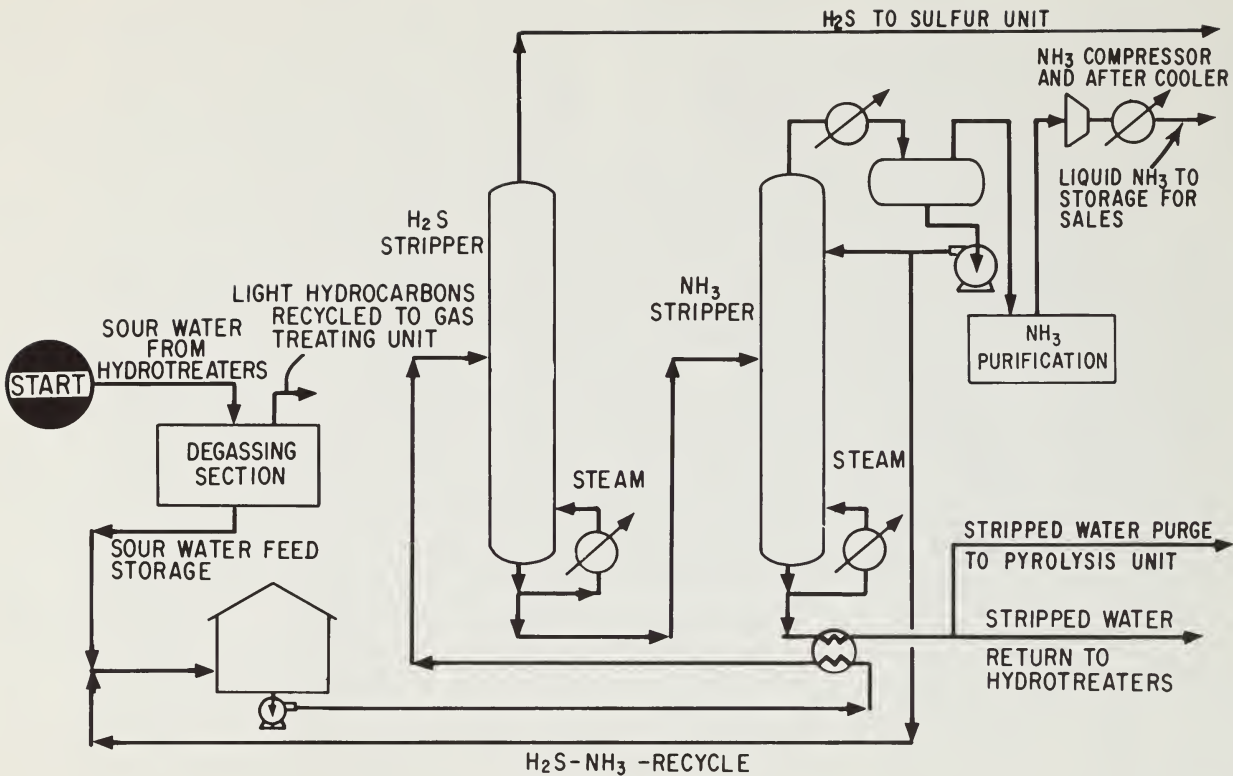 H2S TO SULFUR UNIT
NH3 COMPRESSOR
AND AFTER COOLER
LIQUID NH3 TO
STORAGE FOR
SALES
H2S
STRIPPER
NH3
STRIPPER
LIGHT HYDROCARBONS
RECYCLED TO GAS
TREATING UNIT
SOUR WATER
FROM
HYDROTREATERS
START
NH3
PURIFICATION
DEGASSING
SECTION
STEAM
STEAM
SOUR WATER FEED
STORAGE
STRIPPED WATER PURGE
TO PYROLYSIS UNIT
STRIPPED WATER
RETURN TO
HYDROTREATERS
H2S-NH3-RECYCLE